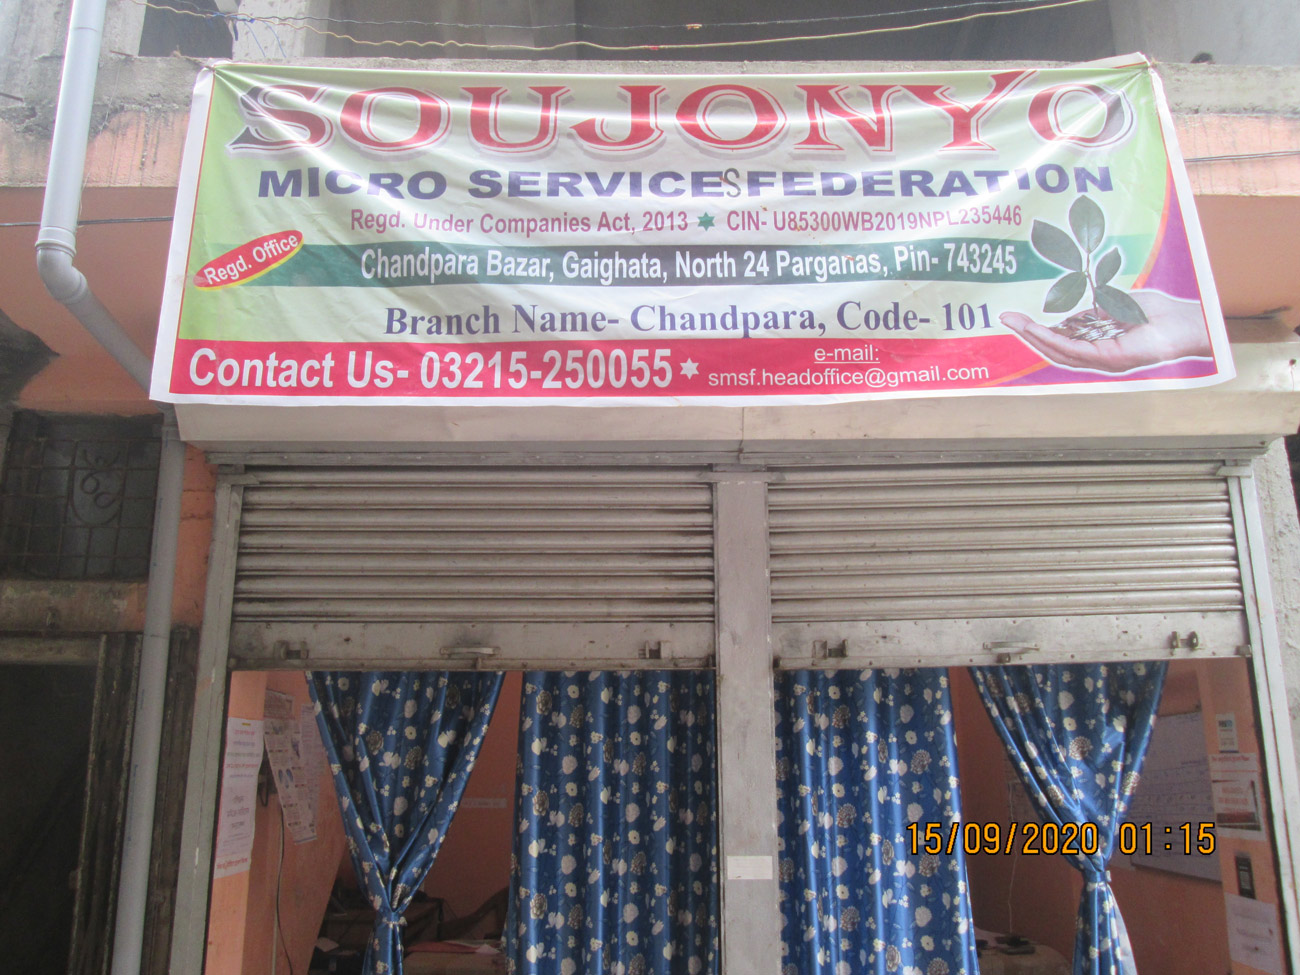 SOUJONYO
MICRO SERVICES FEDERATION
Regd. Under Companies Act, 2013 CIN- U85300WB2019NPL235446
Regd. Office
Chandpara Bazar, Gaighata, North 24 Parganas, Pin- 743245
Branch Name- Chandpara, Code- 101
Contact Us- 03215-250055
e-mail:
smsf.headoffice@gmail.com
15/09/2020 01:15